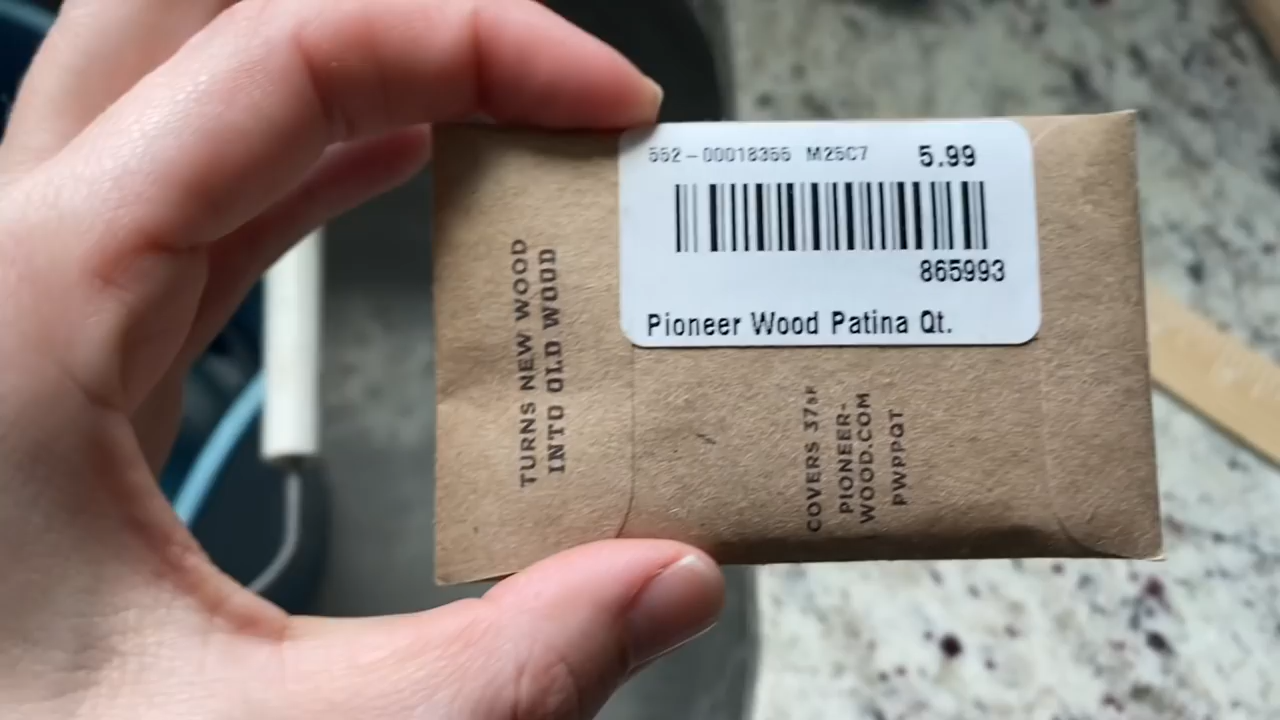 552-00018355 M25C7 5.99
865993
Pioneer Wood Patina Qt.
TURNS NEW WOOD
INTO OLD WOOD
COVERS 37SF
PIONEER-
WOOD.COM
PWPPQT